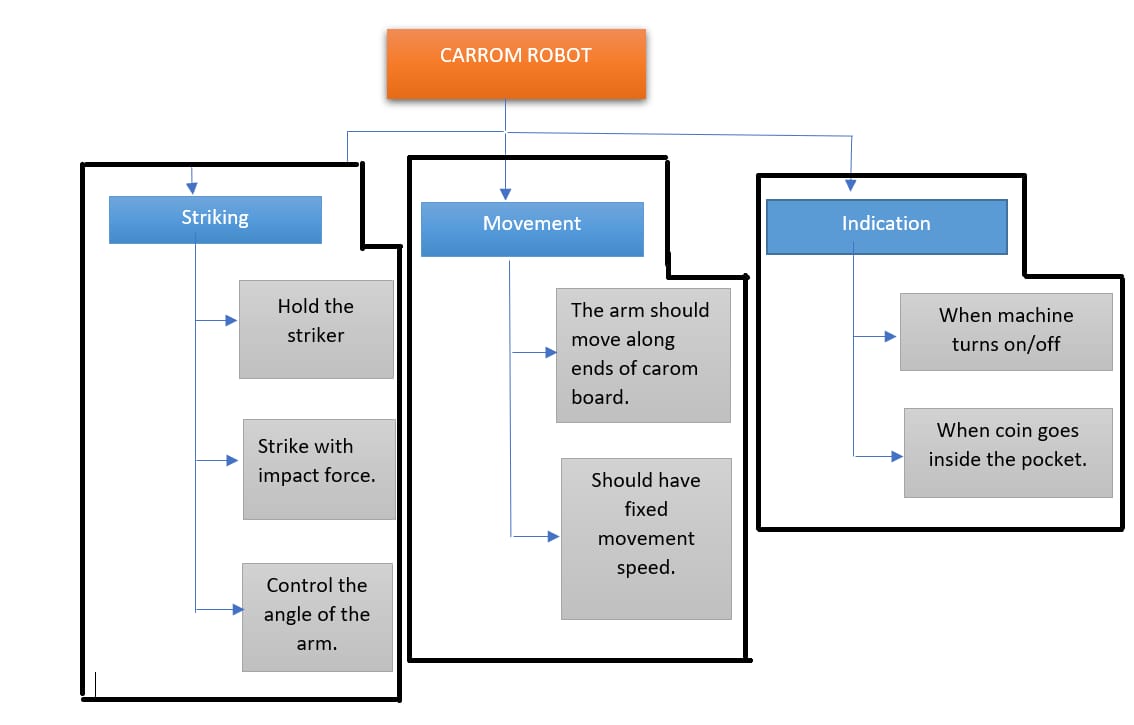 CARROM ROBOT
Striking
Hold the
striker
Strike with
impact force.
Control the
angle of the
arm.
Movement
The arm should
move along
ends of carom
board.
Should have
fixed
movement
speed.
Indication
When machine
turns on/off
When coin goes
inside the pocket.